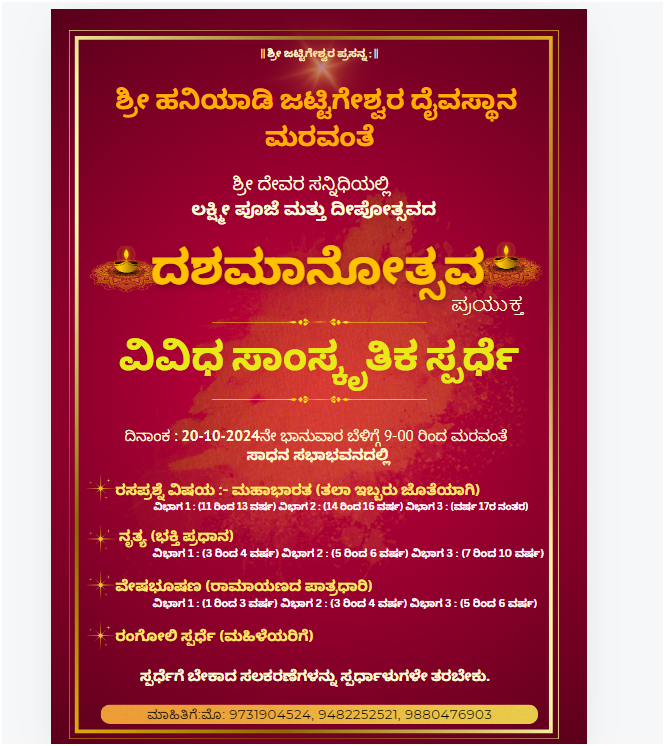 ॥ ಶ್ರೀ ಜಟ್ಟಿಗೇಶ್ವರ ಪ್ರಸನ್ನ : ॥
ಶ್ರೀ ಹನಿಯಾಡಿ ಜಟ್ಟಿಗೇಶ್ವರ ದೈವಸ್ಥಾನ
ಮರವಂತೆ
ಶ್ರೀ ದೇವರ ಸನ್ನಿಧಿಯಲ್ಲಿ
ಲಕ್ಷ್ಮೀ ಪೂಜೆ ಮತ್ತು ದೀಪೋತ್ಸವದ
ದಶಮಾನೋತ್ಸವ
ಪ್ರಯುಕ್ತ
ವಿವಿಧ ಸಾಂಸ್ಕೃತಿಕ ಸ್ಪರ್ಧೆ
ದಿನಾಂಕ : 20-10-2024ನೇ ಭಾನುವಾರ ಬೆಳಿಗ್ಗೆ 9-00 ರಿಂದ ಮರವಂತೆ
ಸಾಧನ ಸಭಾಭವನದಲ್ಲಿ
ರಸಪ್ರಶ್ನೆ ವಿಷಯ :- ಮಹಾಭಾರತ (ತಲಾ ಇಬ್ಬರು ಜೊತೆಯಾಗಿ)
ವಿಭಾಗ 1 : (11 ರಿಂದ 13 ವರ್ಷ) ವಿಭಾಗ 2 : (14 ರಿಂದ 16 ವರ್ಷ) ವಿಭಾಗ 3 : (ವರ್ಷ 17ರ ನಂತರ)
ನೃತ್ಯ (ಭಕ್ತಿ ಪ್ರಧಾನ)
ವಿಭಾಗ 1 : (3 ರಿಂದ 4 ವರ್ಷ) ವಿಭಾಗ 2 : (5 ರಿಂದ 6 ವರ್ಷ) ವಿಭಾಗ 3 : (7 ರಿಂದ 10 ವರ್ಷ)
ವೇಷಭೂಷಣ (ರಾಮಾಯಣದ ಪಾತ್ರಧಾರಿ)
ವಿಭಾಗ 1 : (1 ರಿಂದ 3 ವರ್ಷ) ವಿಭಾಗ 2 : (3 ರಿಂದ 4 ವರ್ಷ) ವಿಭಾಗ 3 : (5 ರಿಂದ 6 ವರ್ಷ)
ರಂಗೋಲಿ ಸ್ಪರ್ಧೆ (ಮಹಿಳೆಯರಿಗೆ)
ಸ್ಪರ್ಧೆಗೆ ಬೇಕಾದ ಸಲಕರಣೆಗಳನ್ನು ಸ್ಪರ್ಧಾಳುಗಳೇ ತರಬೇಕು.
ಮಾಹಿತಿಗೆ:ಮೊ: 9731904524, 9482252521, 9880476903